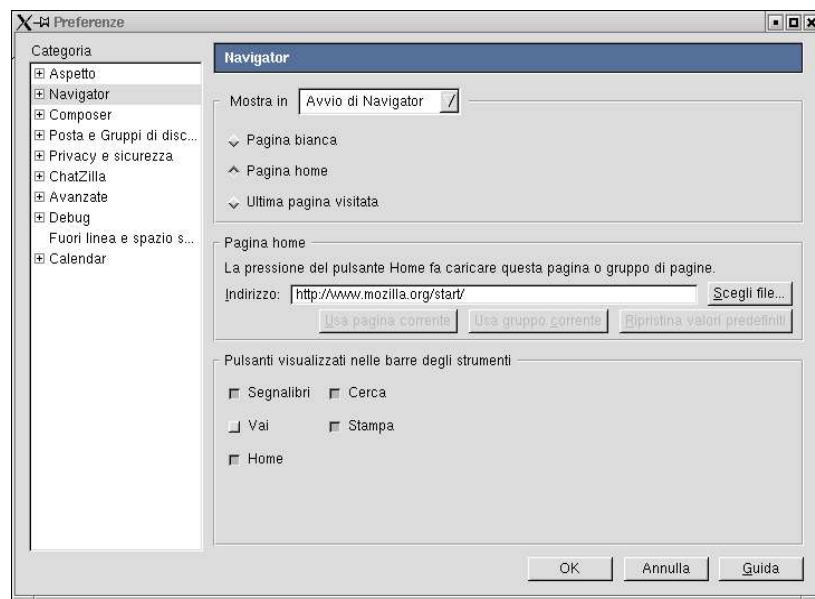 Preferenze
Categoria
Aspetto
Navigator
Composer
Posta e Gruppi di disc...
Privacy e sicurezza
ChatZilla
Avanzate
Debug
Fuori linea e spazio s...
Calendar
Navigator
Mostra in Avvio di Navigator
Pagina bianca
Pagina home
Ultima pagina visitata
Pagina home
La pressione del pulsante Home fa caricare questa pagina o gruppo di pagine.
Indirizzo: http://www.mozilla.org/start/ Scegli file...
Usa pagina corrente Usa gruppo corrente Ripristina valori predefiniti
Pulsanti visualizzati nelle barre degli strumenti
Segnalibri Cerca
Vai Stampa
Home
OK Annulla Guida